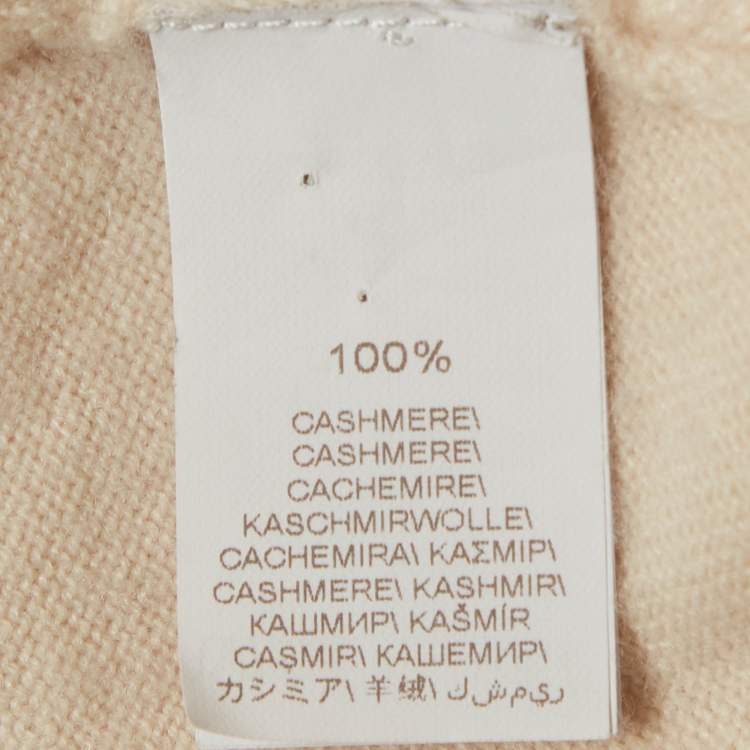 100%
CASHMERE\
CASHMERE\
CACHEMIRE\
KASCHMIRWOLLE\
CACHEMIRA\ ΚΑΣΜΙΡ\
CASHMERE\ KASHMIR\
КАШМИР\ KAŠMÍR
CAŞMIR\ КАШЕМИР\
カシミア\ 羊绒\ ك ش م ي ر